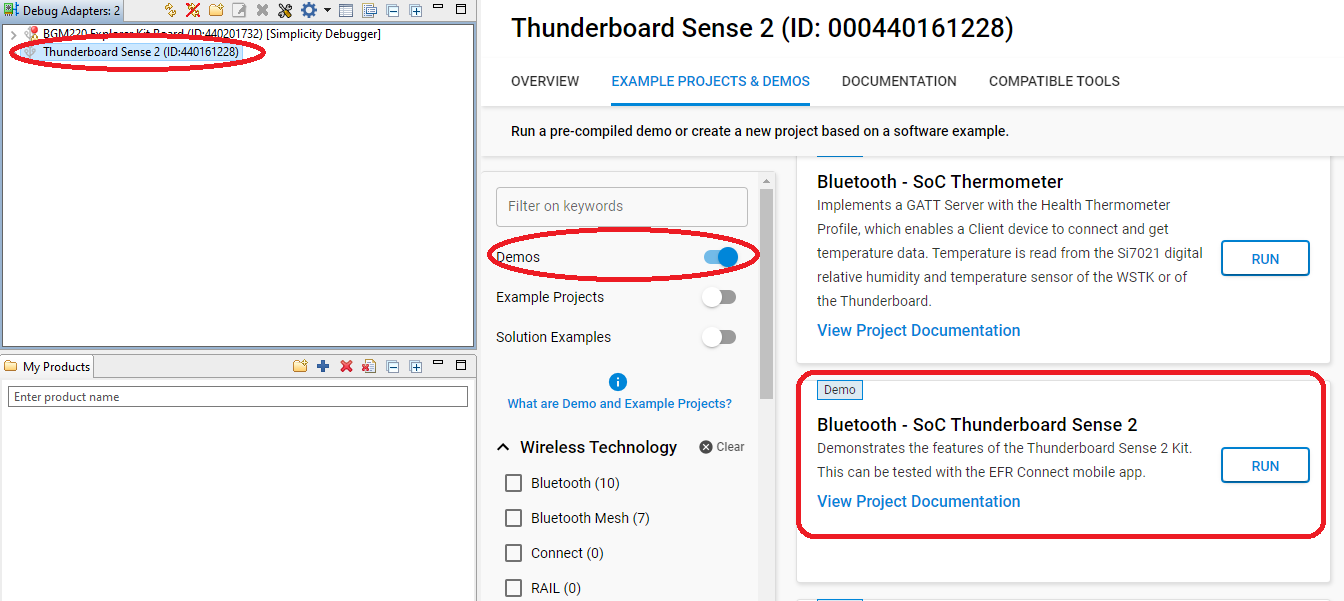 Debug Adapters: 2
BGM220 Explorer Kit Board (ID:440201732) [Simplicity Debugger]
Thunderboard Sense 2 (ID:440161228)
My Products
Enter product name
Thunderboard Sense 2 (ID: 000440161228)
OVERVIEW
EXAMPLE PROJECTS & DEMOS
DOCUMENTATION
COMPATIBLE TOOLS
Run a pre-compiled demo or create a new project based on a software example.
Filter on keywords
Demos
Example Projects
Solution Examples
What are Demo and Example Projects?
Wireless Technology
Clear
Bluetooth (10)
Bluetooth Mesh (7)
Connect (0)
RAIL (0)
Bluetooth - SoC Thermometer
Implements a GATT Server with the Health Thermometer
Profile, which enables a Client device to connect and get
temperature data. Temperature is read from the Si7021 digital
relative humidity and temperature sensor of the WSTK or of
the Thunderboard.
View Project Documentation
RUN
Demo
Bluetooth - SoC Thunderboard Sense 2
Demonstrates the features of the Thunderboard Sense 2 Kit.
This can be tested with the EFR Connect mobile app.
View Project Documentation
RUN